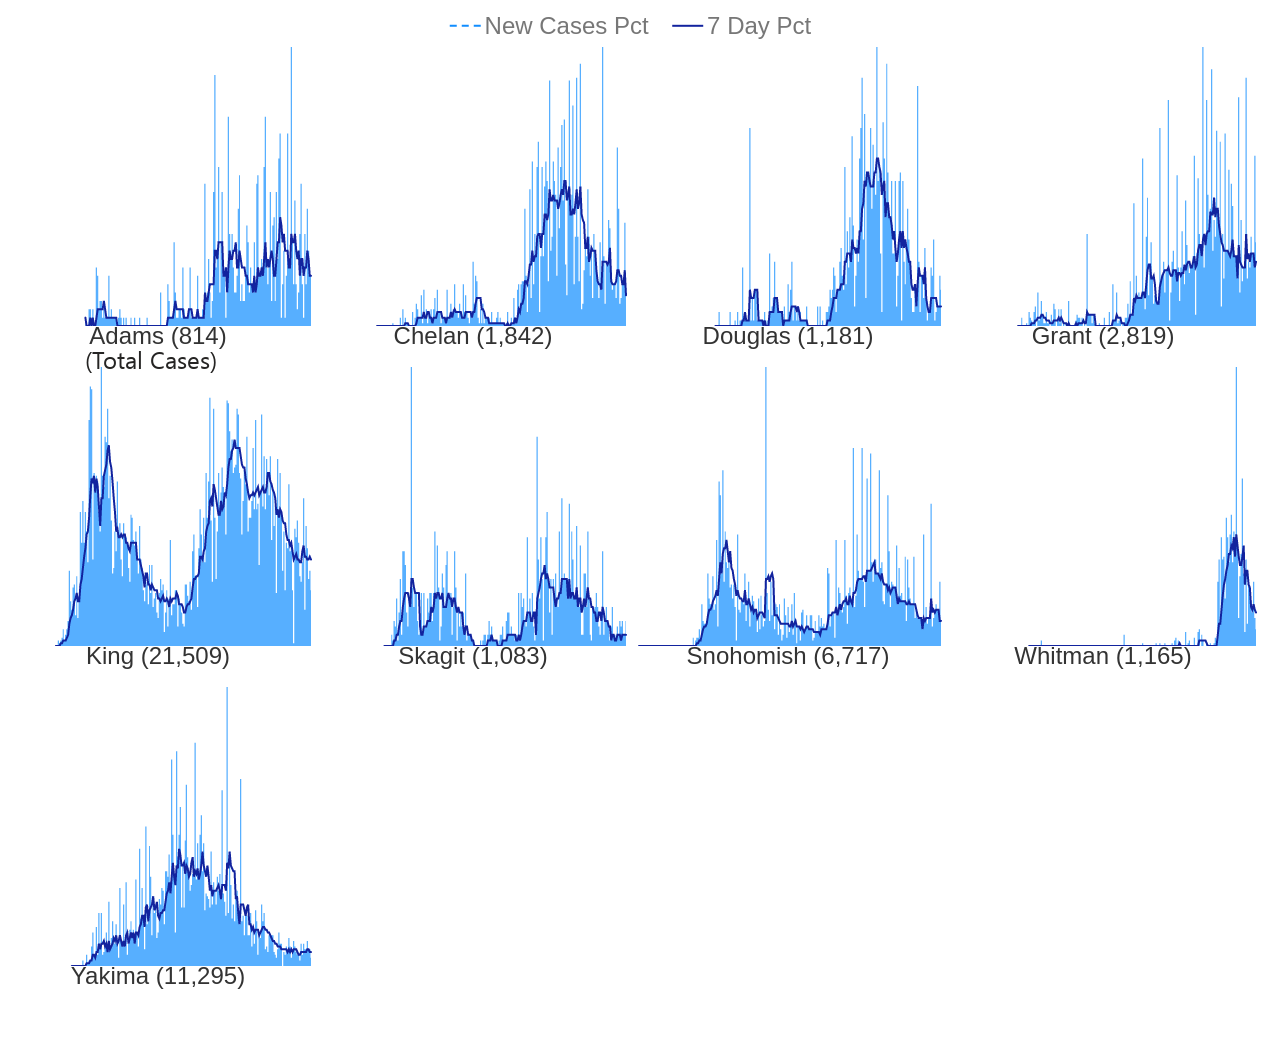 New Cases Pct 7 Day Pct
Adams (814) Chelan (1,842) Douglas (1,181) Grant (2,819)
(Total Cases)
King (21,509) Skagit (1,083) Snohomish (6,717) Whitman (1,165)
Yakima (11,295)